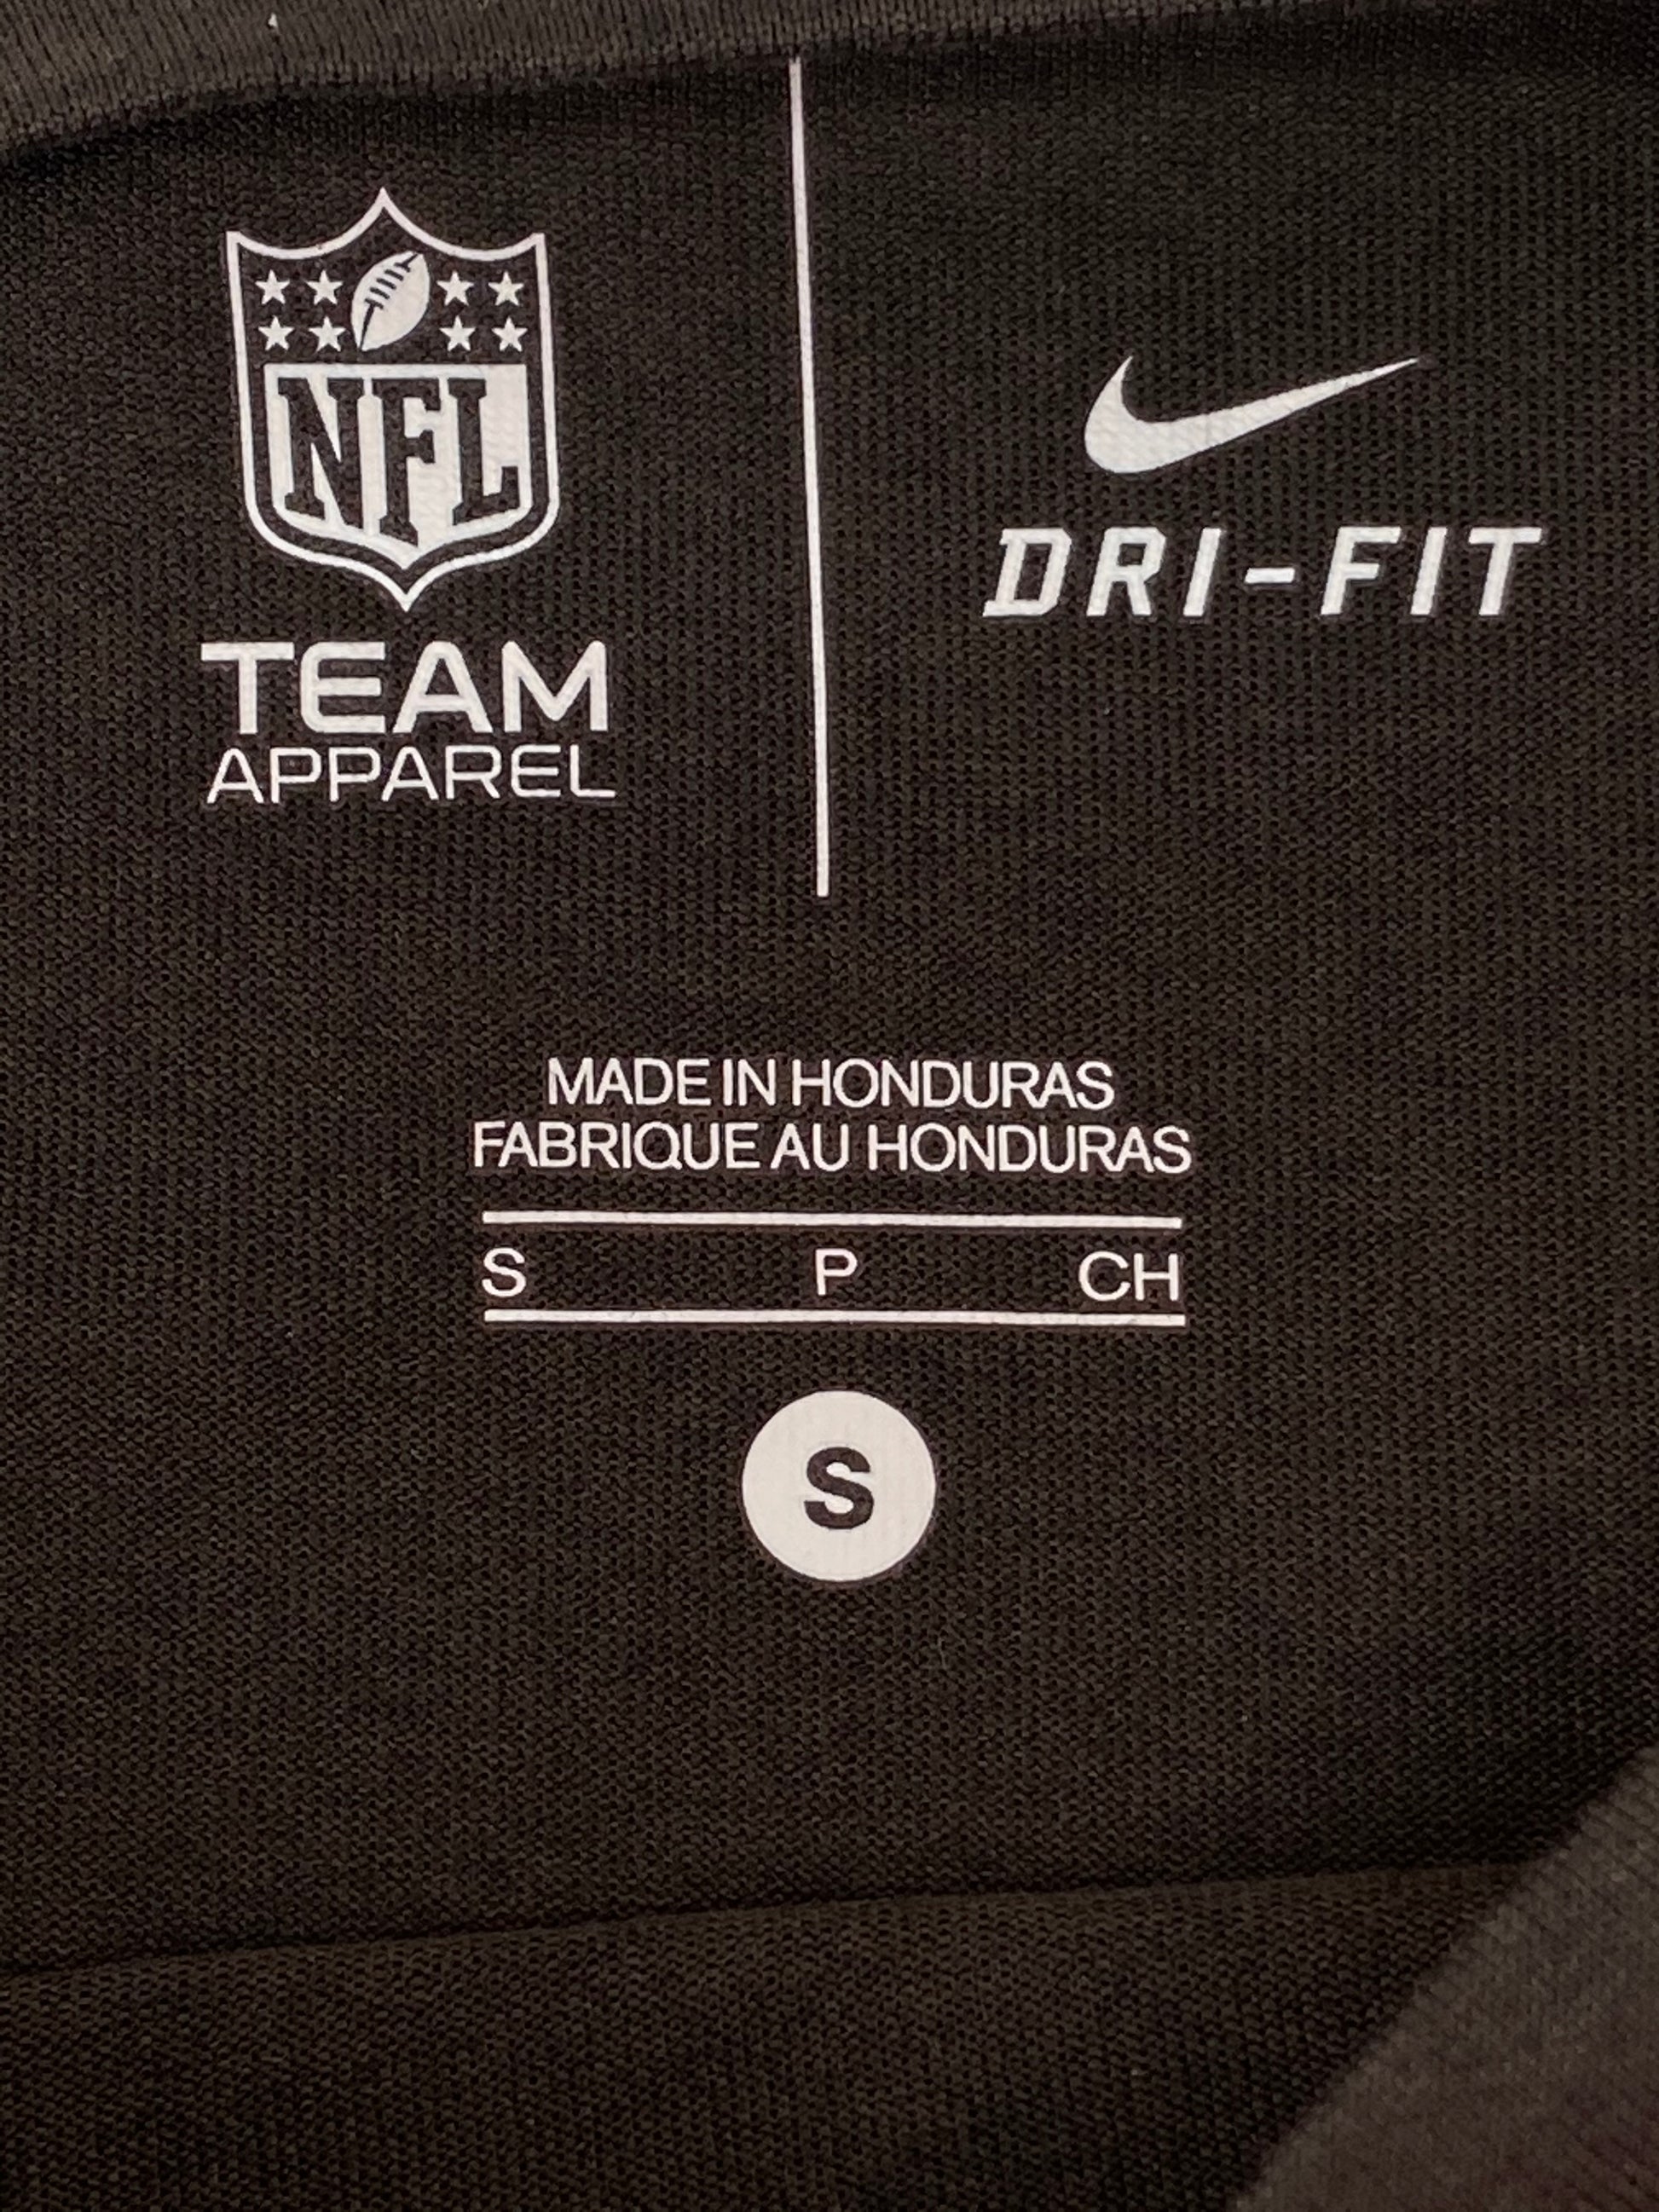 NFL
TEAM
APPAREL
DRI-FIT
MADE IN HONDURAS
FABRIQUE AU HONDURAS
S P CH
S